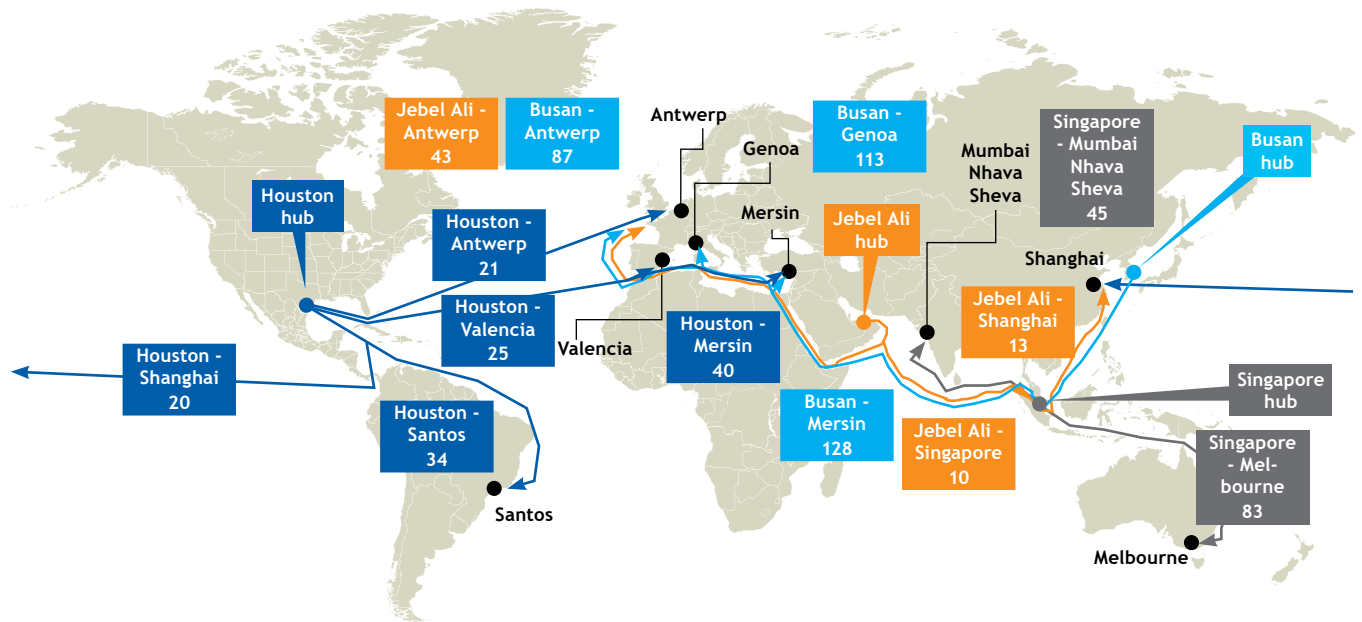 Jebel Ali -
Antwerp
43
Busan -
Antwerp
87
Antwerp
Genoa
Busan -
Genoa
113
Mumbai
Nhava
Sheva
Singapore
- Mumbai
Nhava
Sheva
45
Busan
hub
Houston
hub
Houston -
Antwerp
21
Mersin
Jebel Ali
hub
Shanghai
Houston -
Valencia
25
Valencia
Houston -
Mersin
40
Jebel Ali -
Shanghai
13
Houston -
Shanghai
20
Singapore
hub
Houston -
Santos
34
Busan -
Mersin
128
Jebel Ali -
Singapore
10
Singapore
- Mel-
bourne
83
Santos
Melbourne